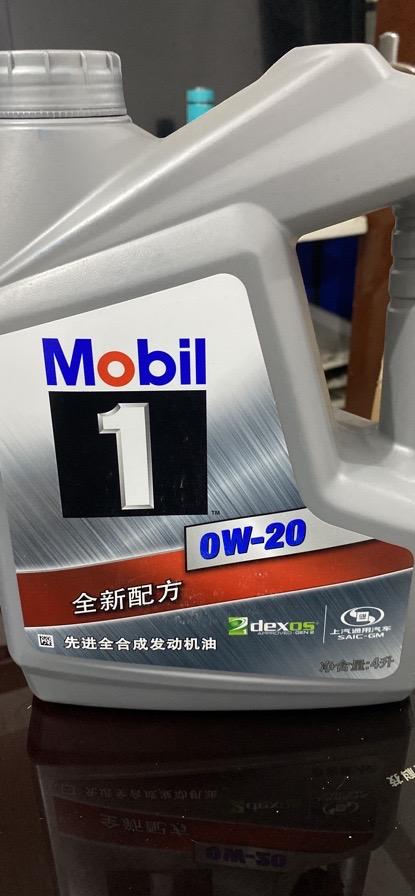 Mobil
1
TM
0W-20
全新配方
先进全合成发动机油
2 dexos®
APPROVED-GEN 2
上汽通用汽车
SAIC-GM
净含量:4升